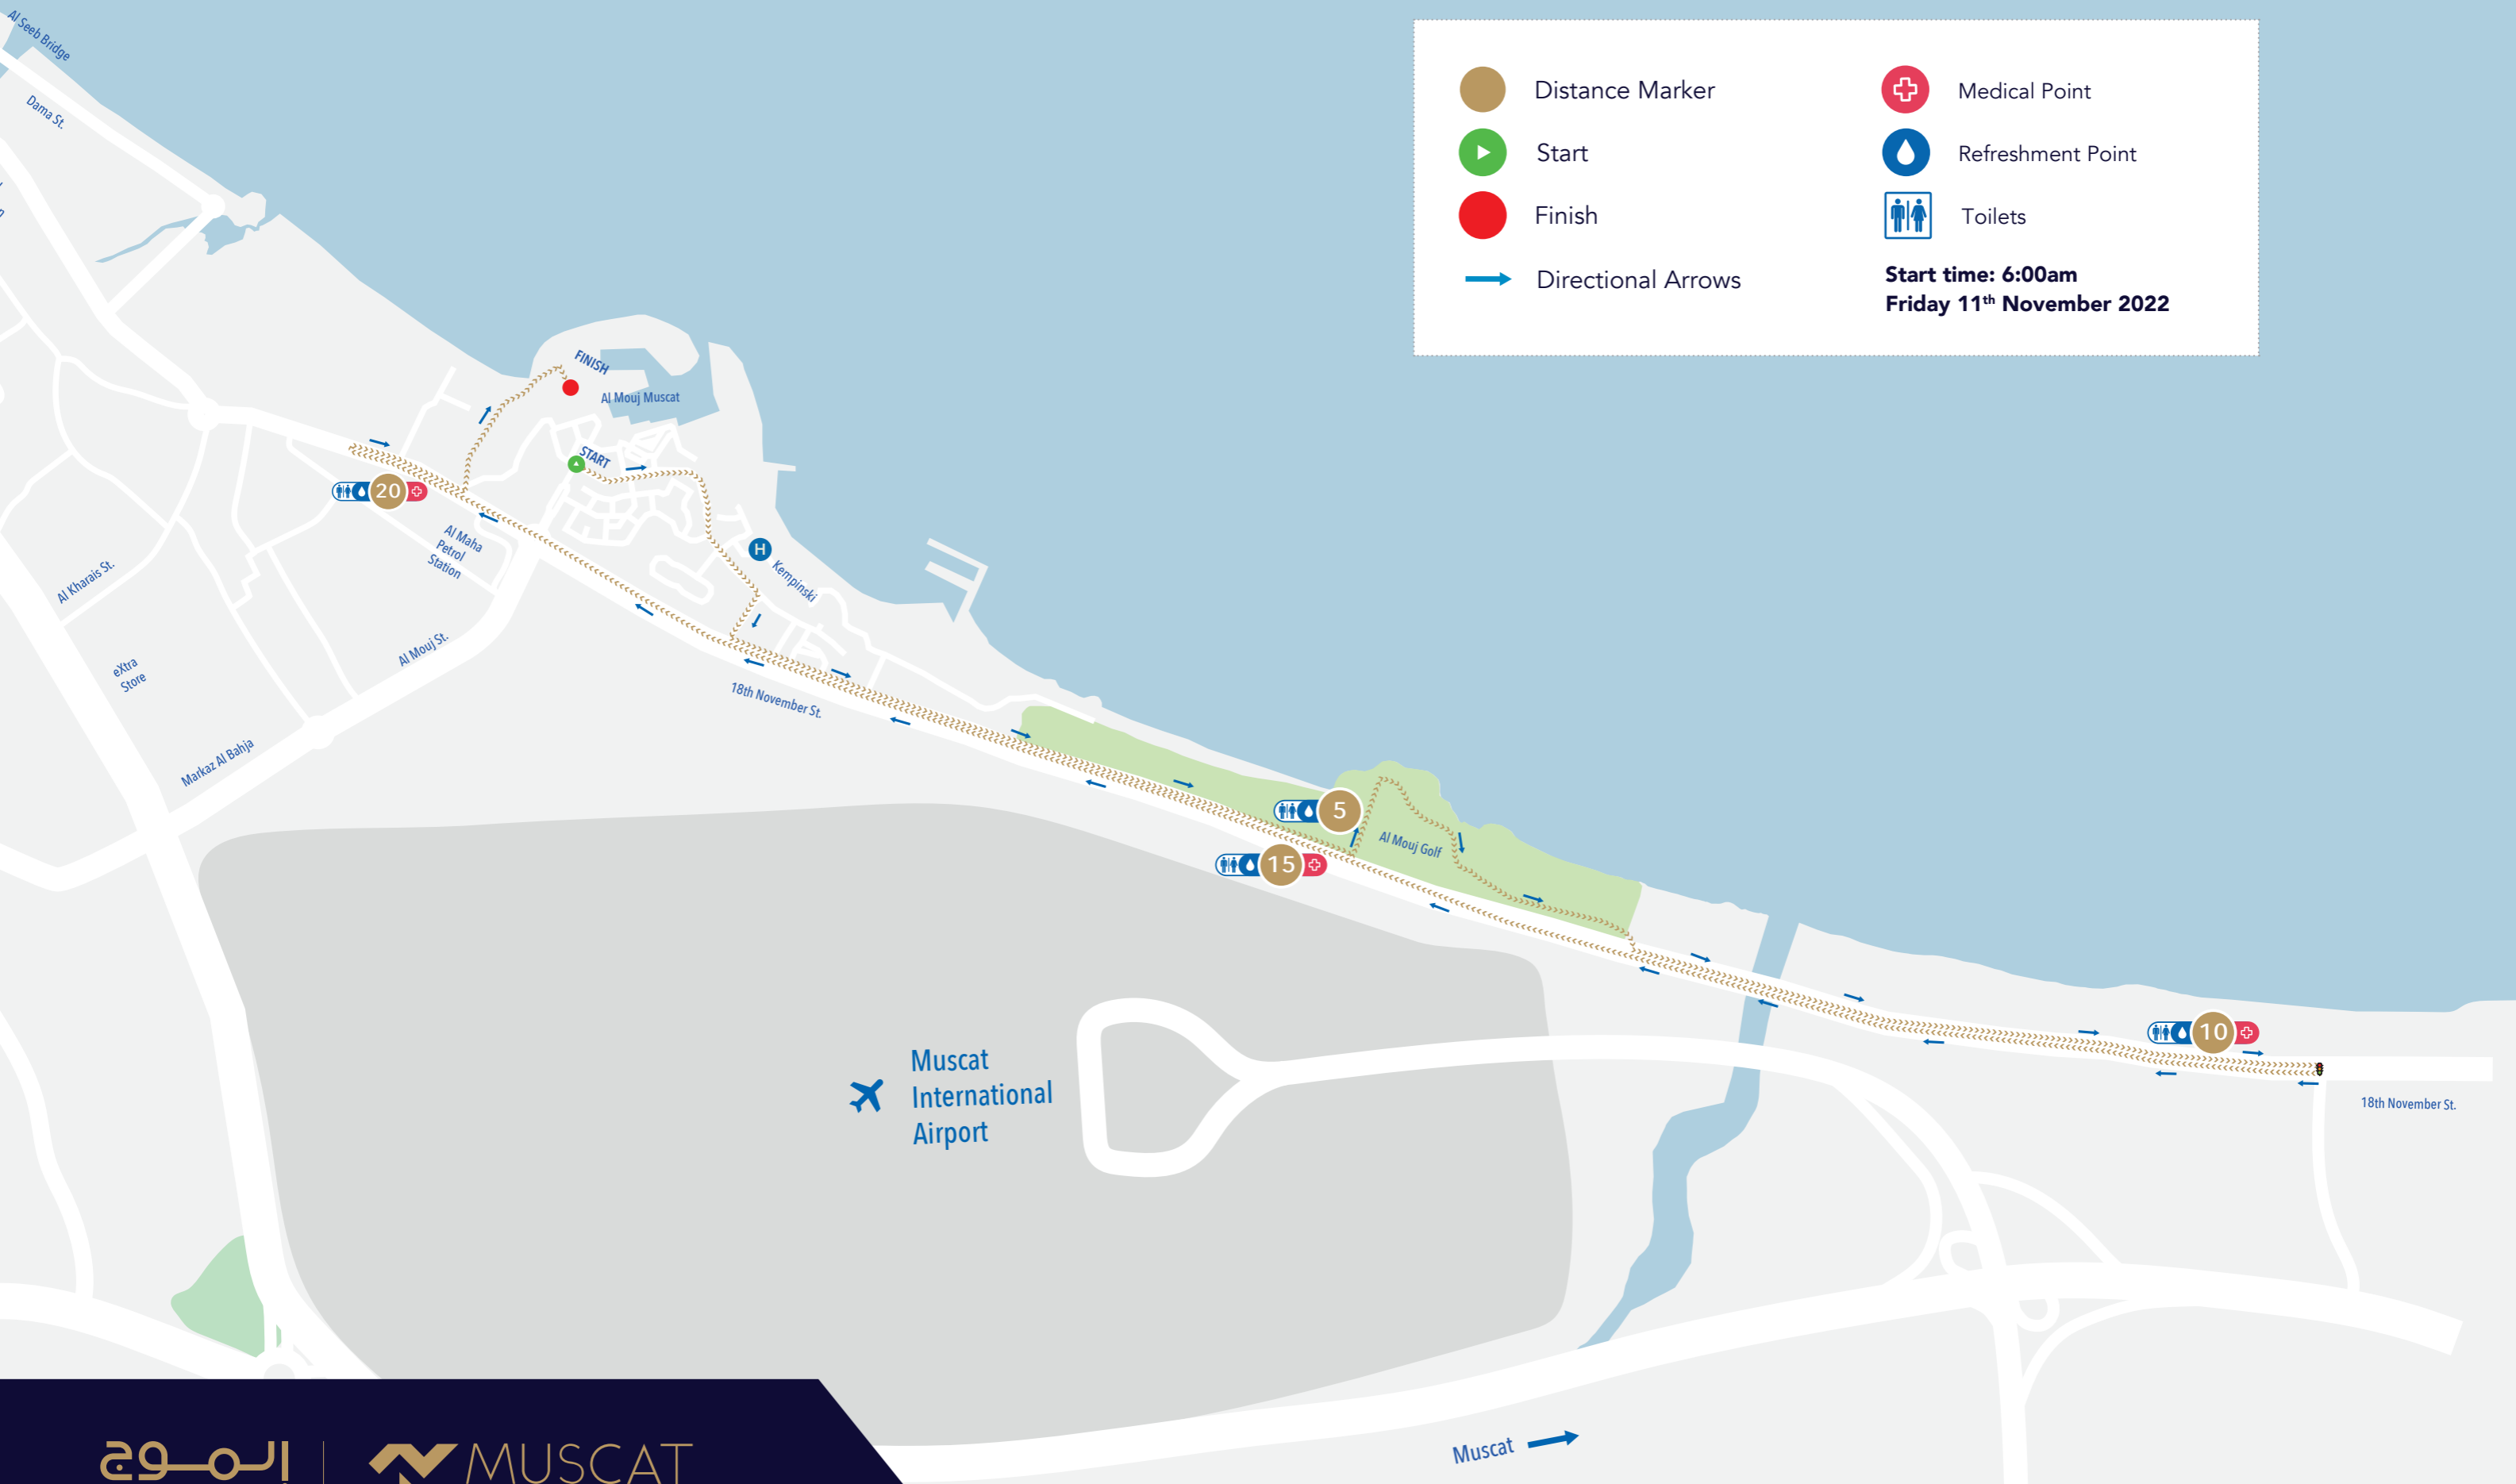 Al Seeb Bridge
Dama St.
Distance Marker
Start
Finish
Directional Arrows
Medical Point
Refreshment Point
Toilets
Start time: 6:00am
Friday 11th November 2022
FINISH
Al Mouj Muscat
START
20
Al Maha
Petrol
Station
H
Kempinski
Al Kharais St.
Al Mouj St.
eXtra
Store
18th November St.
Markaz Al Bahja
5
Al Mouj Golf
15
10
18th November St.
Muscat
International
Airport
Muscat
الموج
MUSCAT